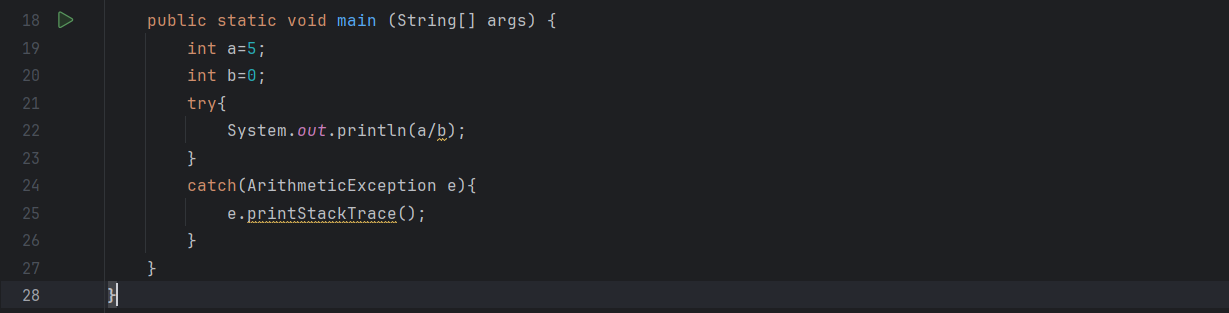 18 public static void main (String[] args) {
19 int a=5;
20 int b=0;
21 try{
22 System.out.println(a/b);
23 }
24 catch(ArithmeticException e){
25 e.printStackTrace();
26 }
27 }
28 }